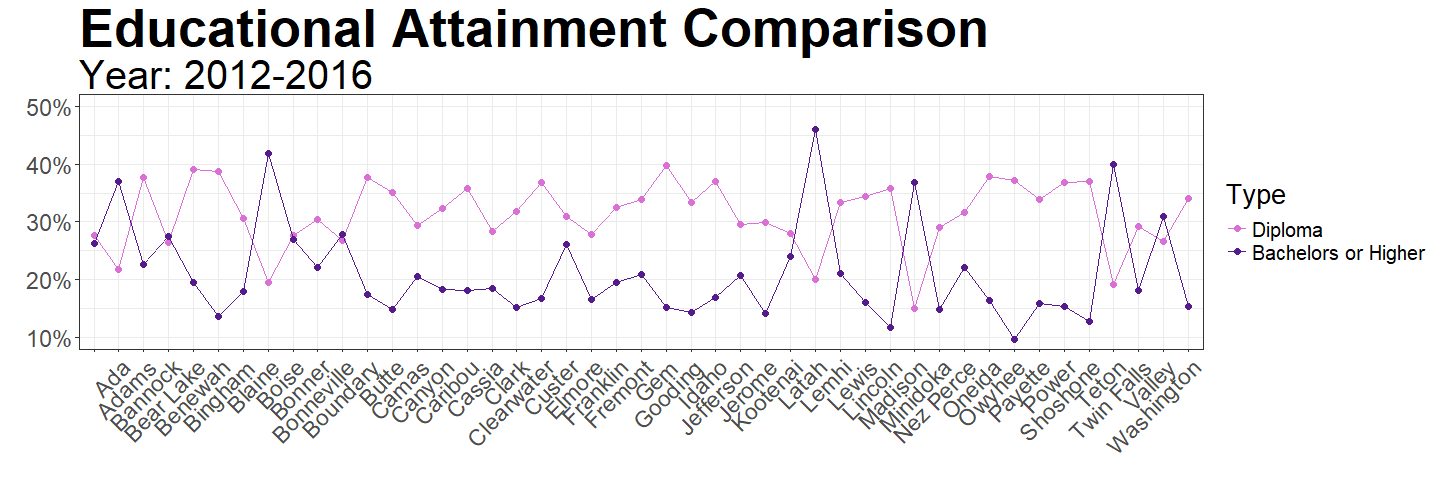 Educational Attainment Comparison
Year: 2012-2016
50%
40%
30%
20%
10%
Type
Diploma
Bachelors or Higher
Ada
Adams
Bannock
Bear Lake
Benewah
Bingham
Blaine
Boise
Bonner
Bonneville
Boundary
Butte
Camas
Canyon
Caribou
Cassia
Clark
Clearwater
Custer
Elmore
Franklin
Fremont
Gem
Gooding
Idaho
Jefferson
Jerome
Kootenai
Latah
Lemhi
Lewis
Lincoln
Madison
Minidoka
Nez Perce
Oneida
Owyhee
Payette
Power
Shoshone
Teton
Twin Falls
Valley
Washington